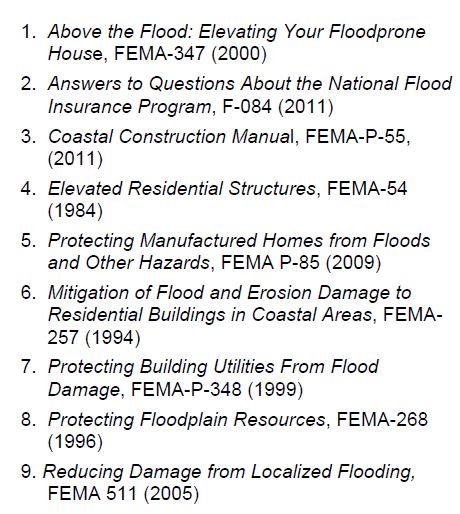 1. Above the Flood: Elevating Your Floodprone
House, FEMA-347 (2000)
2. Answers to Questions About the National Flood
Insurance Program, F-084 (2011)
3. Coastal Construction Manual, FEMA-P-55,
(2011)
4. Elevated Residential Structures, FEMA-54
(1984)
5. Protecting Manufactured Homes from Floods
and Other Hazards, FEMA P-85 (2009)
6. Mitigation of Flood and Erosion Damage to
Residential Buildings in Coastal Areas, FEMA-
257 (1994)
7. Protecting Building Utilities From Flood
Damage, FEMA-P-348 (1999)
8. Protecting Floodplain Resources, FEMA-268
(1996)
9. Reducing Damage from Localized Flooding,
FEMA 511 (2005)